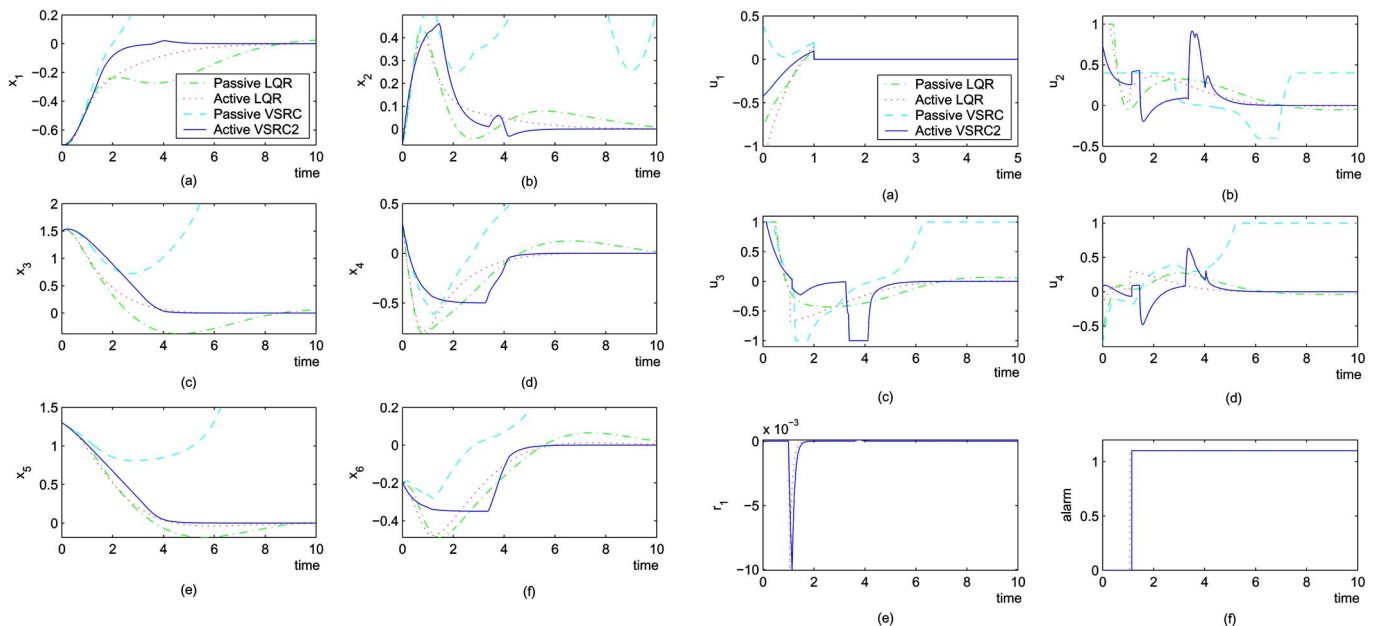 0.2
0
−0.2
−0.4
−0.6
x1
0 2 4 6 8 10
time
(a)
Passive LQR
Active LQR
Passive VSRC
Active VSRC2
0.4
0.3
0.2
0.1
0
x2
0 2 4 6 8 10
time
(b)
2
1.5
1
0.5
0
−0.5
x3
0 2 4 6 8 10
time
(c)
0.5
0
−0.5
x4
0 2 4 6 8 10
time
(d)
1.5
1
0.5
0
x5
0 2 4 6 8 10
time
(e)
0.2
0
−0.2
−0.4
x6
0 2 4 6 8 10
time
(f)
0.5
0
−0.5
−1
u1
0 1 2 3 4 5
time
(a)
Passive LQR
Active LQR
Passive VSRC
Active VSRC2
1
0.5
0
−0.5
u2
0 2 4 6 8 10
time
(b)
1
0.5
0
−0.5
−1
u3
0 2 4 6 8 10
time
(c)
1
0.5
0
−0.5
u4
0 2 4 6 8 10
time
(d)
x 10−3
0
−5
−10
r1
0 2 4 6 8 10
time
(e)
1
0.5
0
alarm
0 2 4 6 8 10
time
(f)